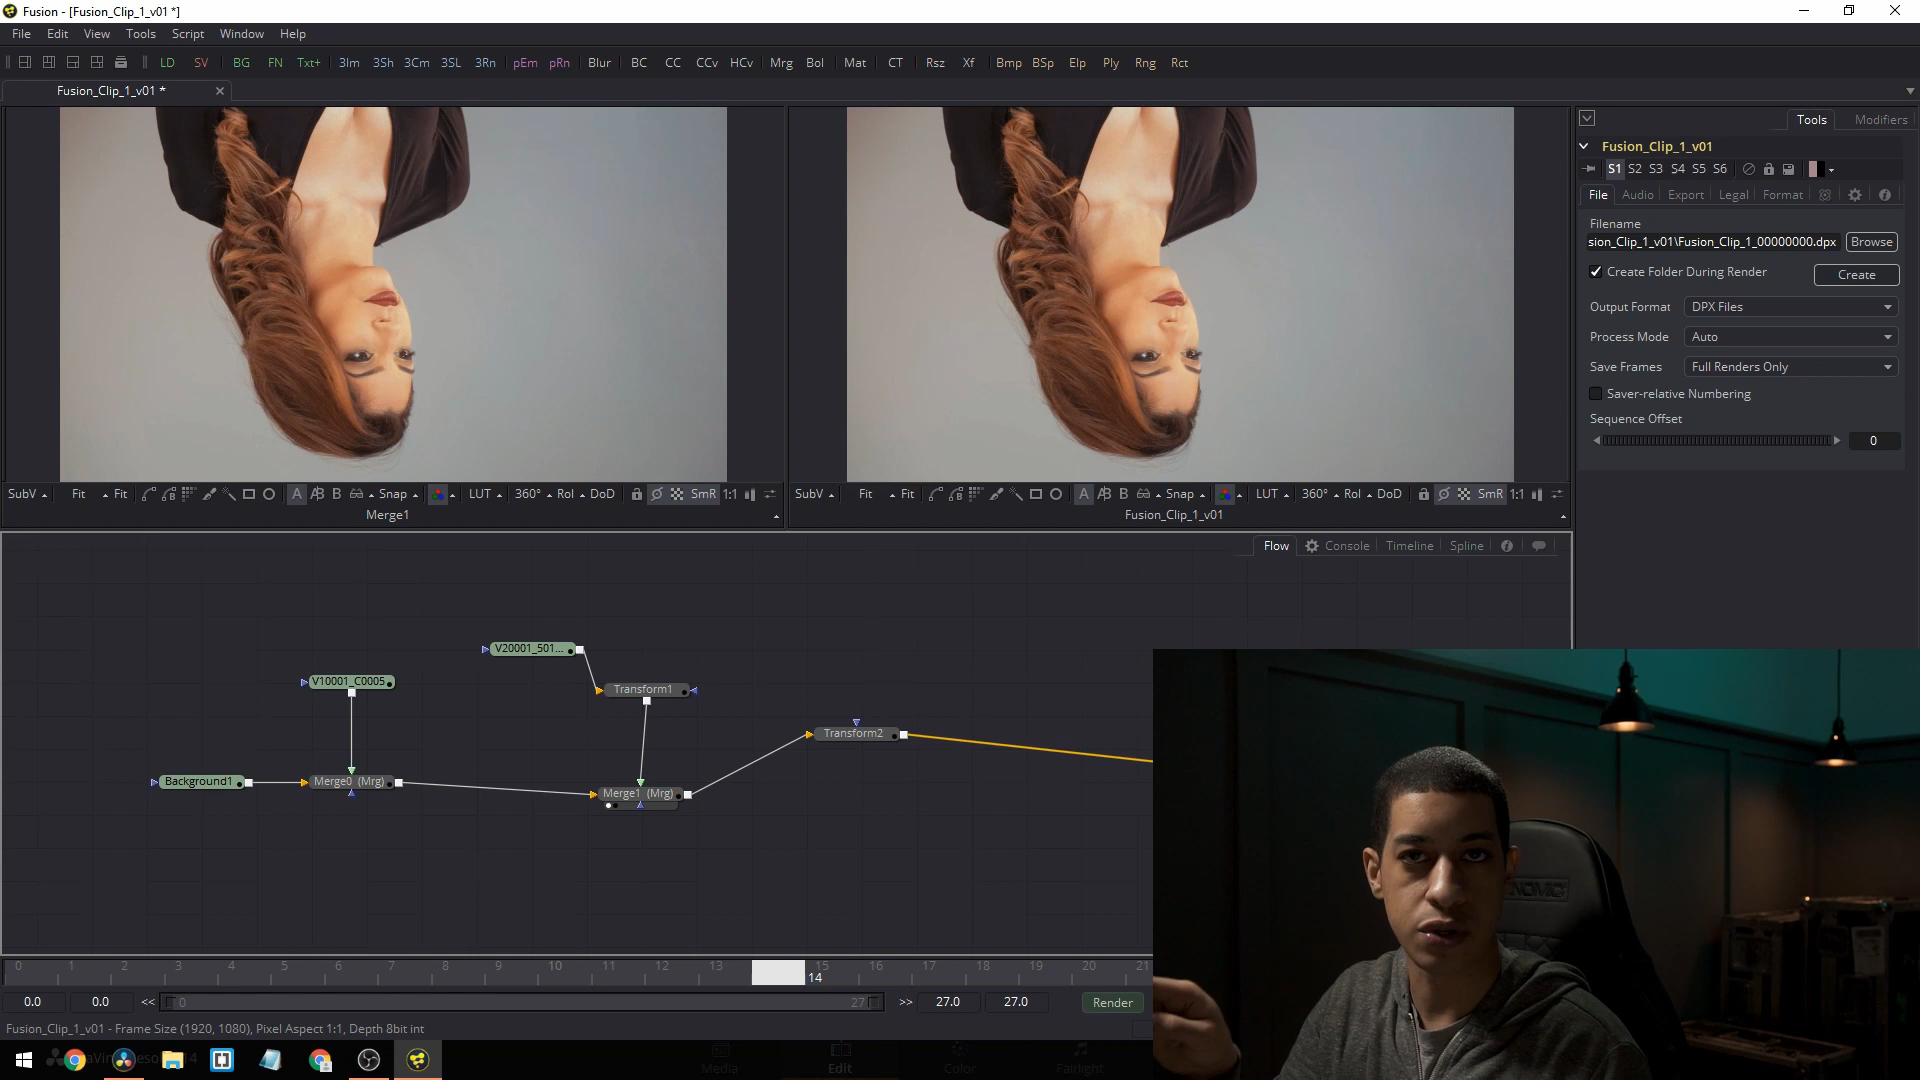 Fusion - [Fusion_Clip_1_v01 *]
File Edit View Tools Script Window Help
LD SV BG FN Txt+ 3Im 3Sh 3Cm 3SL 3Rn pEm pRn Blur BC CC CCv HCv Mrg Bol Mat CT Rsz Xf Bmp BSp Elp Ply Rng Rct
Fusion_Clip_1_v01 *
Tools Modifiers
Fusion_Clip_1_v01
S1 S2 S3 S4 S5 S6
File Audio Export Legal Format
Filename
sion_Clip_1_v01\Fusion_Clip_1_00000000.dpx Browse
Create Folder During Render Create
Output Format DPX Files
Process Mode Auto
Save Frames Full Renders Only
Saver-relative Numbering
Sequence Offset
0
SubV Fit Fit A B Snap LUT 360° Rol DoD SmR 1:1
Merge1
SubV Fit Fit A B Snap LUT 360° Rol DoD SmR 1:1
Fusion_Clip_1_v01
Flow Console Timeline Spline
V20001_501...
V10001_C0005
Transform1
Transform2
Background1
Merge0 (Mrg)
Merge1 (Mrg)
0 1 2 3 4 5 6 7 8 9 10 11 12 13 15 16 17 18 19 20 21
14
0.0 0.0 << 0 27 >> 27.0 27.0 Render
Fusion_Clip_1_v01 - Frame Size (1920, 1080), Pixel Aspect 1:1, Depth 8bit int
Media Edit Color Fairlight